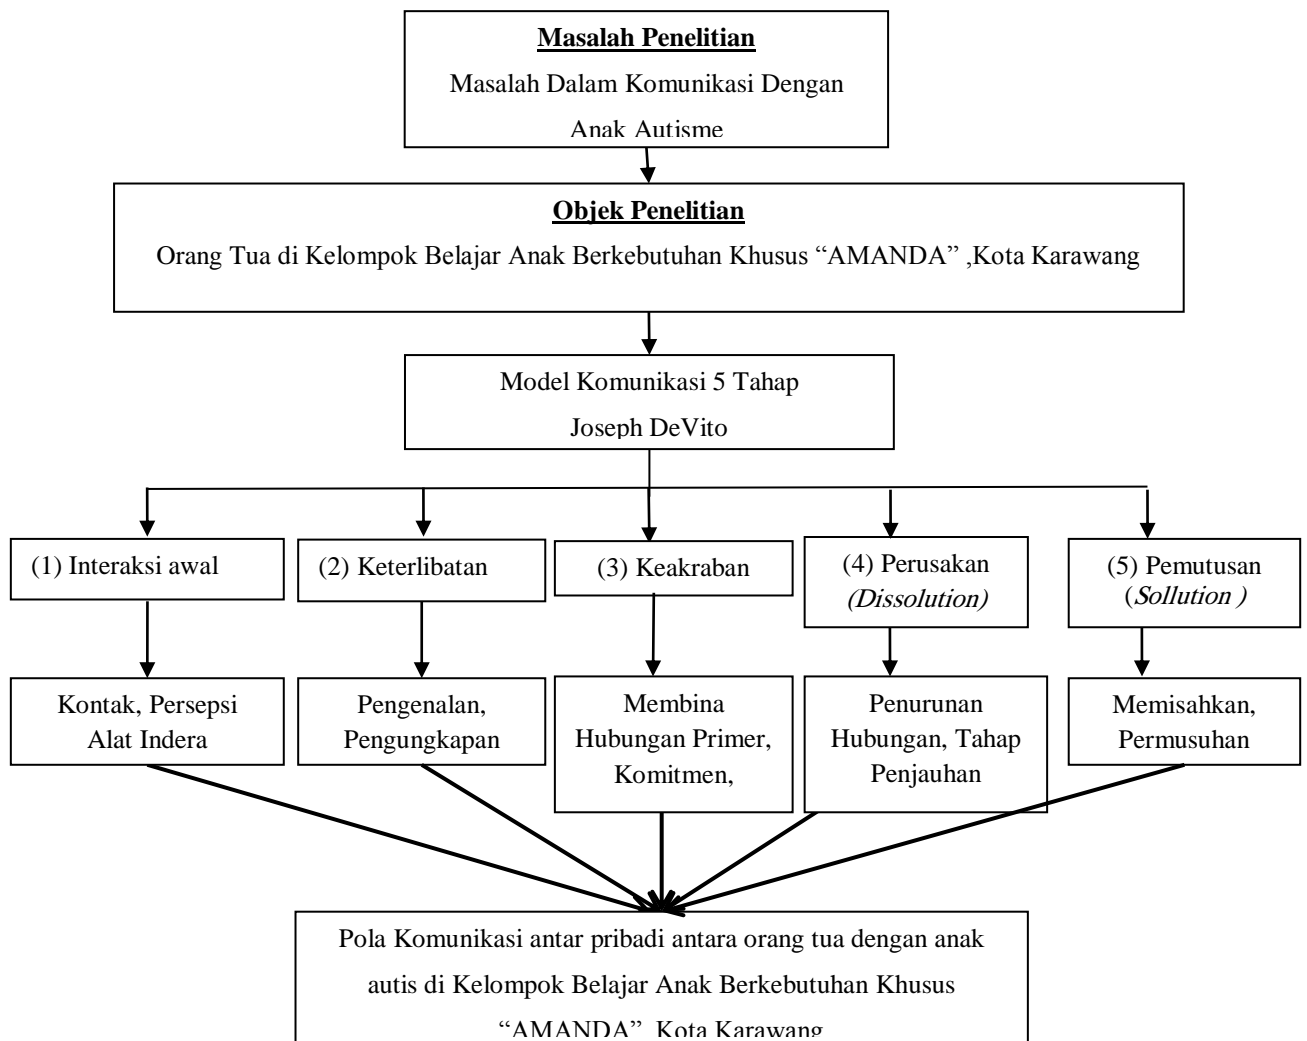 Masalah Penelitian
Masalah Dalam Komunikasi Dengan
Anak Autisme
Objek Penelitian
Orang Tua di Kelompok Belajar Anak Berkebutuhan Khusus “AMANDA” ,Kota Karawang
Model Komunikasi 5 Tahap
Joseph DeVito
(1) Interaksi awal
(2) Keterlibatan
(3) Keakraban
(4) Perusakan
(Dissolution)
(5) Pemutusan
(Sollution )
Kontak, Persepsi
Alat Indera
Pengenalan,
Pengungkapan
Membina
Hubungan Primer,
Komitmen,
Penurunan
Hubungan, Tahap
Penjauhan
Memisahkan,
Permusuhan
Pola Komunikasi antar pribadi antara orang tua dengan anak
autis di Kelompok Belajar Anak Berkebutuhan Khusus
“AMANDA” Kota Karawang